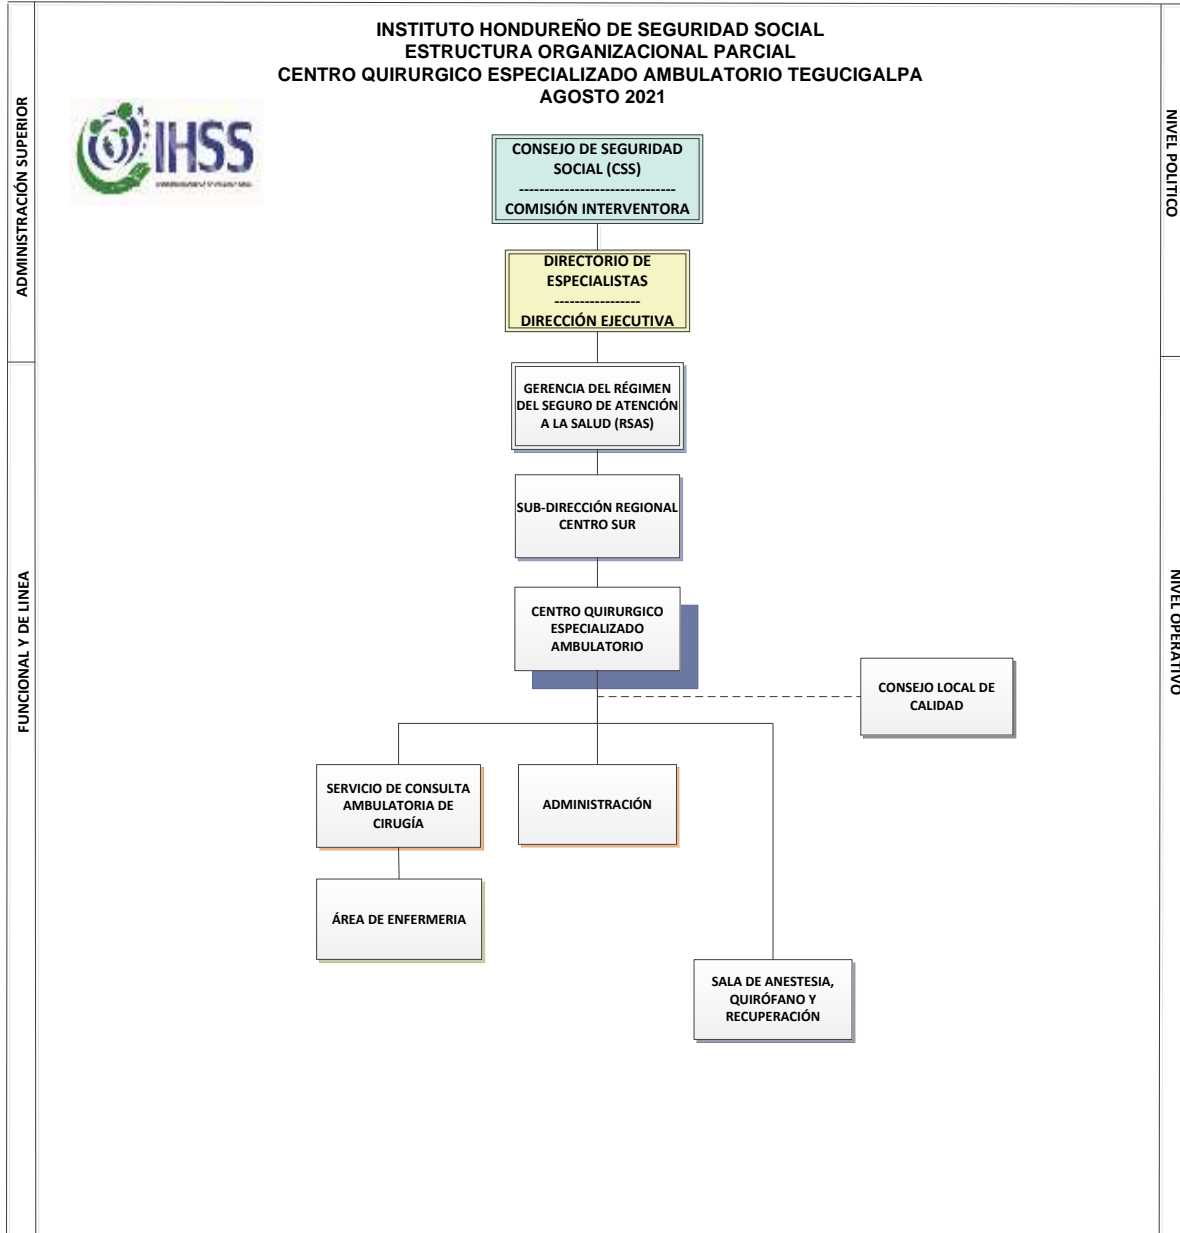 INSTITUTO HONDUREÑO DE SEGURIDAD SOCIAL
ESTRUCTURA ORGANIZACIONAL PARCIAL
CENTRO QUIRURGICO ESPECIALIZADO AMBULATORIO TEGUCIGALPA
AGOSTO 2021
ADMINISTRACIÓN SUPERIOR
NIVEL POLITICO
IHSS
CONSEJO DE SEGURIDAD
SOCIAL (CSS)
-------------------------------
COMISIÓN INTERVENTORA
DIRECTORIO DE
ESPECIALISTAS
-----------------
DIRECCIÓN EJECUTIVA
GERENCIA DEL RÉGIMEN
DEL SEGURO DE ATENCIÓN
A LA SALUD (RSAS)
SUB-DIRECCIÓN REGIONAL
CENTRO SUR
FUNCIONAL Y DE LINEA
NIVEL OPERATIVO
CENTRO QUIRURGICO
ESPECIALIZADO
AMBULATORIO
CONSEJO LOCAL DE
CALIDAD
SERVICIO DE CONSULTA
AMBULATORIA DE
CIRUGÍA
ADMINISTRACIÓN
ÁREA DE ENFERMERIA
SALA DE ANESTESIA,
QUIRÓFANO Y
RECUPERACIÓN